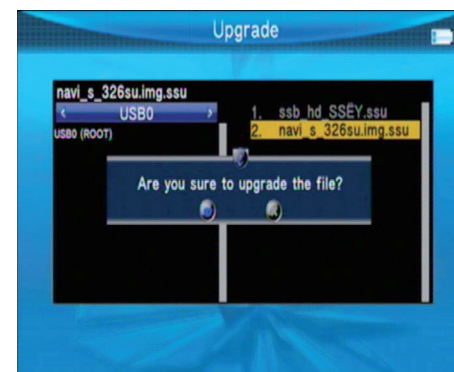 Upgrade
navi_s_326su.img.ssu
< USB0 >
USB0 (ROOT)
1. ssb_hd_SSËY.ssu
2. navi_s_326su.img.ssu
Are you sure to upgrade the file?